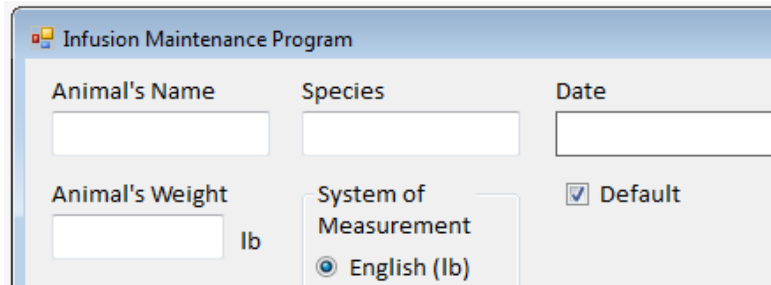 Infusion Maintenance Program
Animal's Name
Species
Date
Animal's Weight
lb
System of
Measurement
English (lb)
Default